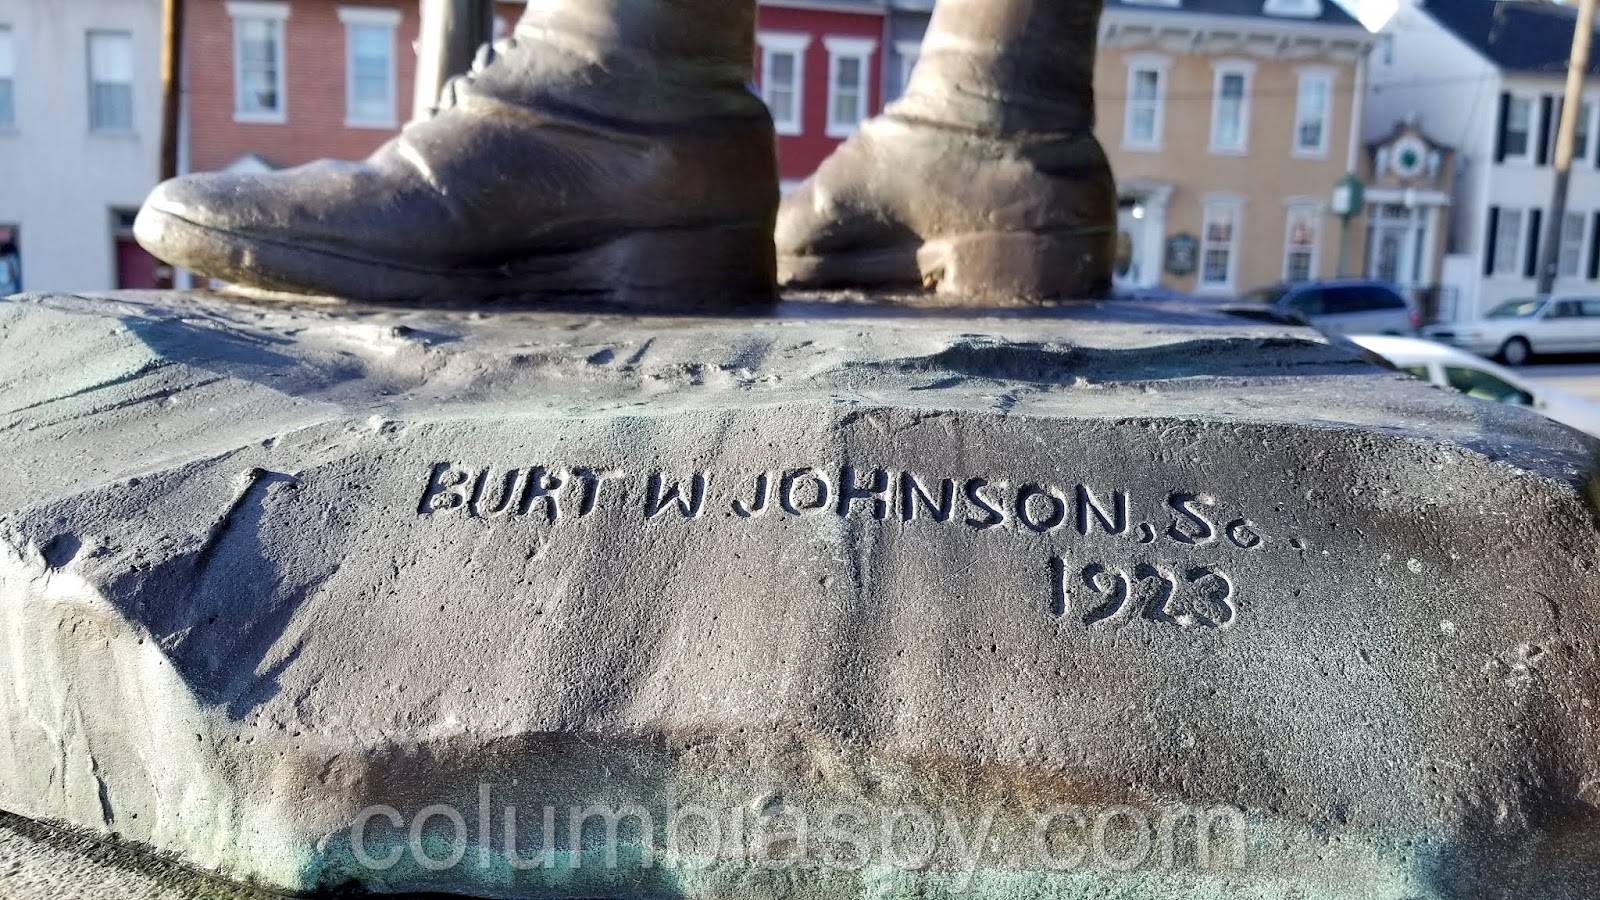 BURT W JOHNSON, Sc.
1923
columbiaspy.com